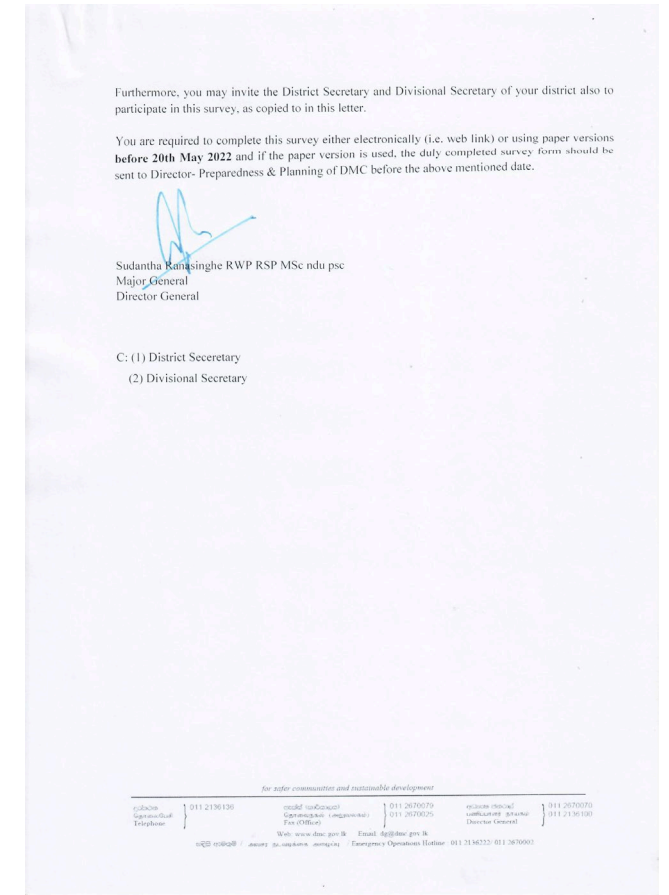 Furthermore, you may invite the District Secretary and Divisional Secretary of your district also to
participate in this survey, as copied to in this letter.
You are required to complete this survey either electronically (i.e. web link) or using paper versions
before 20th May 2022 and if the paper version is used, the duly completed survey form should be
sent to Director- Preparedness & Planning of DMC before the above mentioned date.
Sudantha Ranasinghe RWP RSP MSc ndu psc
Major General
Director General
C: (1) District Seceretary
(2) Divisional Secretary
for safer communities and sustainable development
011 2136136 011 2670079 011 2670070
தொலைபேசி 011 2670025 011 2136100
Telephone Fax (Office) Director General
Web: www.dmc.gov.lk Email: dg@dmc.gov.lk
Emergency Operations Hotline : 011 2136222/ 011 2670002